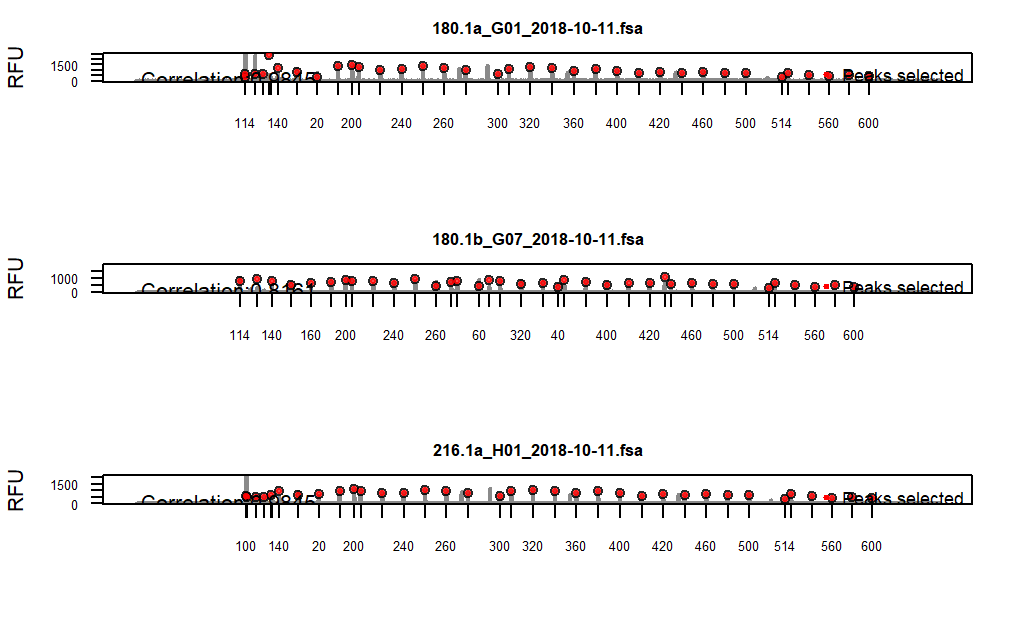 180.1a_G01_2018-10-11.fsa
RFU
1500
0
Peaks selected
114 140 20 200 240 260 300 320 360 400 420 460 500 514 560 600
180.1b_G07_2018-10-11.fsa
RFU
1000
0
Peaks selected
114 140 160 200 240 260 60 320 40 400 420 460 500 514 560 600
216.1a_H01_2018-10-11.fsa
RFU
1500
0
Peaks selected
100 140 20 200 240 260 300 320 360 400 420 460 500 514 560 600